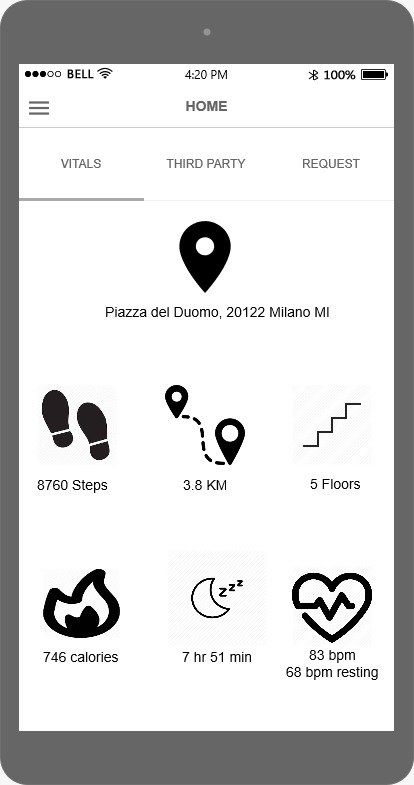 BELL 4:20 PM 100%
HOME
VITALS THIRD PARTY REQUEST
Piazza del Duomo, 20122 Milano MI
8760 Steps 3.8 KM 5 Floors
zzz
746 calories 7 hr 51 min 83 bpm
68 bpm resting